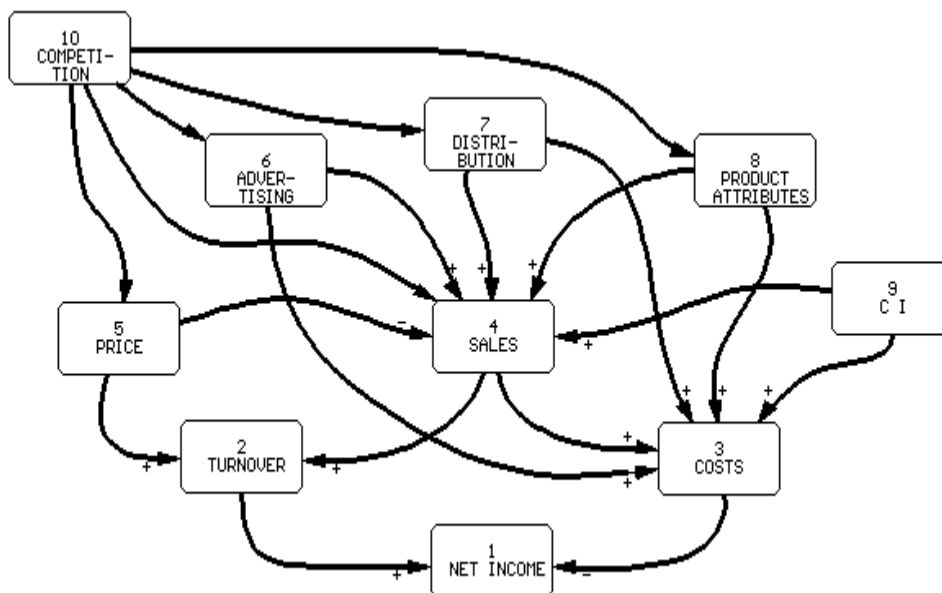 10
COMPETI-
TION
7
DISTRI-
BUTION
6
ADVER-
TISING
8
PRODUCT
ATTRIBUTES
+
+
+
9
C I
5
PRICE
-
4
SALES
+
+
+
+
2
TURNOVER
+
+
+
+
3
COSTS
1
NET INCOME
+
-